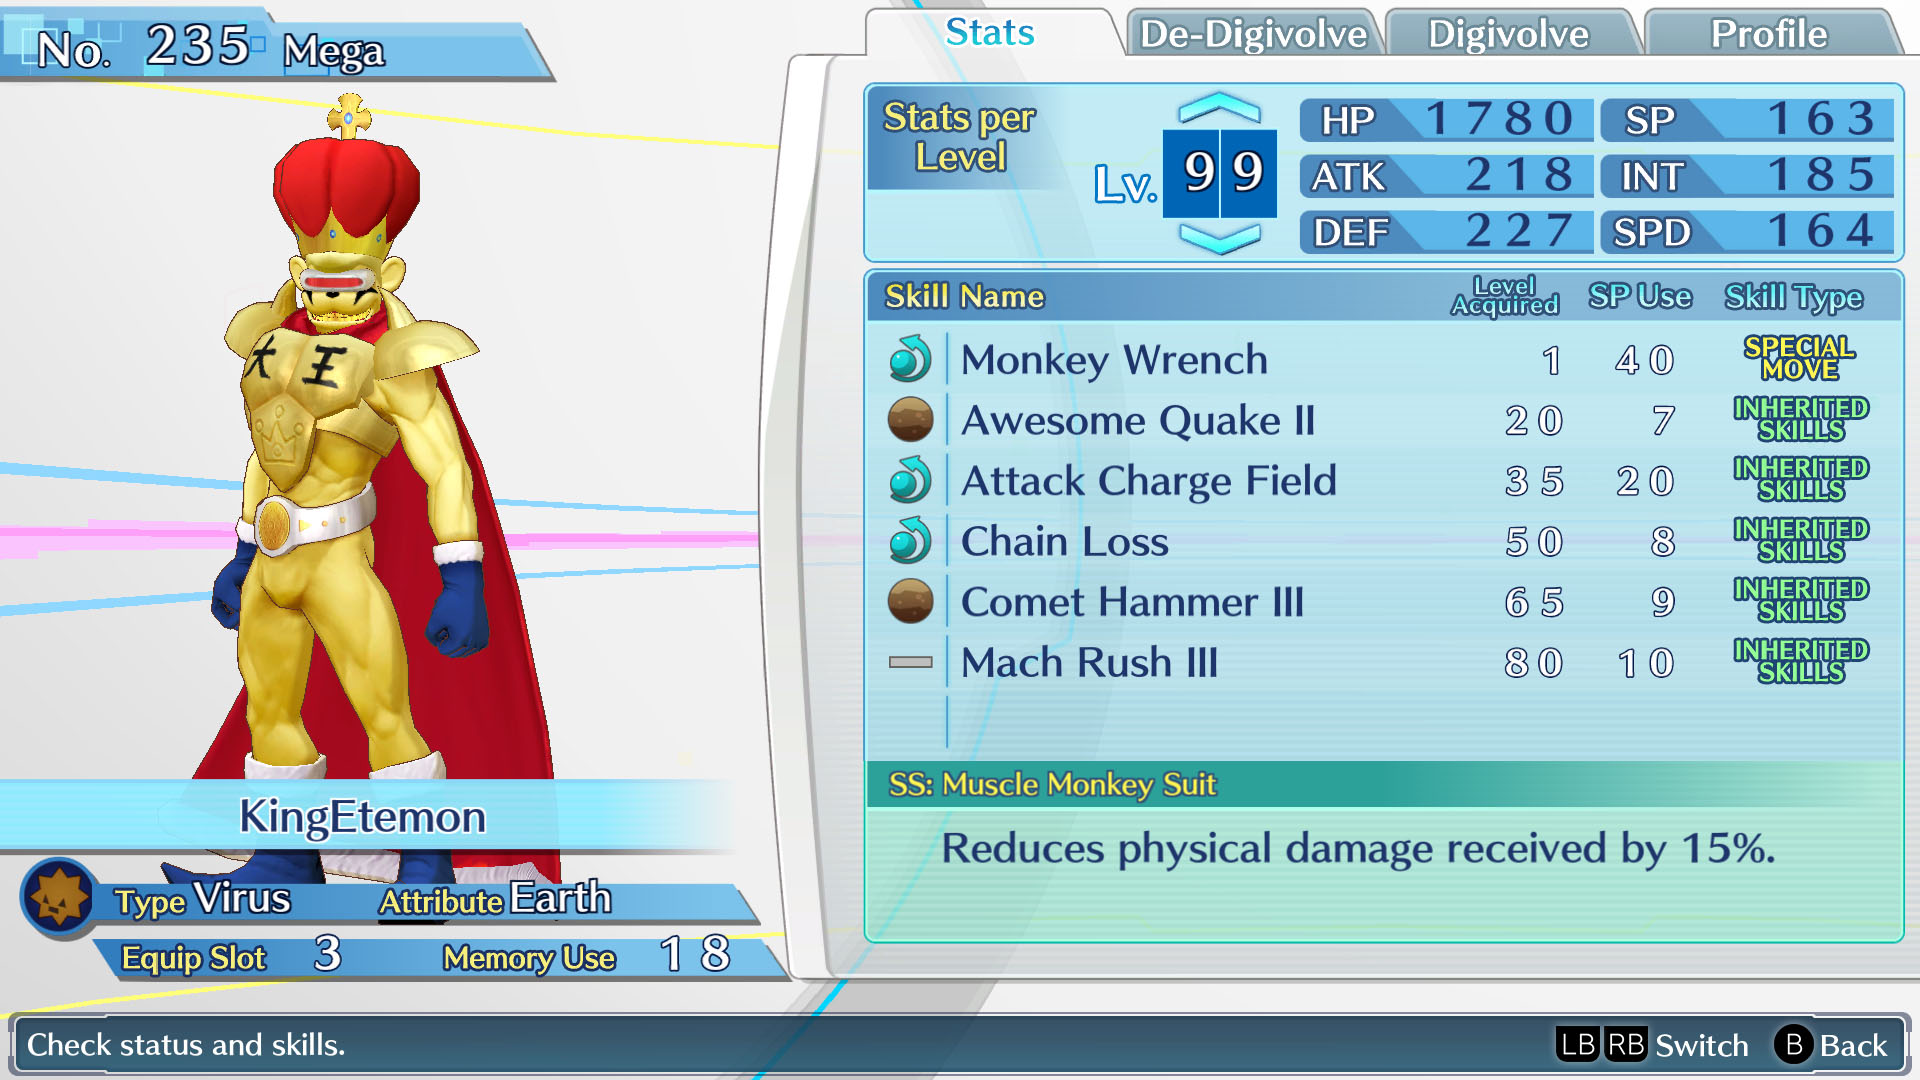 No. 235 Mega
Stats
De-Digivolve
Digivolve
Profile
Stats per
Level
Lv. 99
HP 1780
SP 163
ATK 218
INT 185
DEF 227
SPD 164
Skill Name
Level
Acquired
SP Use
Skill Type
Monkey Wrench 1 40 SPECIAL
MOVE
Awesome Quake II 20 7 INHERITED
SKILLS
Attack Charge Field 35 20 INHERITED
SKILLS
Chain Loss 50 8 INHERITED
SKILLS
Comet Hammer III 65 9 INHERITED
SKILLS
Mach Rush III 80 10 INHERITED
SKILLS
SS: Muscle Monkey Suit
Reduces physical damage received by 15%.
大王
KingEtemon
Type Virus Attribute Earth
Equip Slot 3 Memory Use 18
Check status and skills.
LB RB Switch B Back